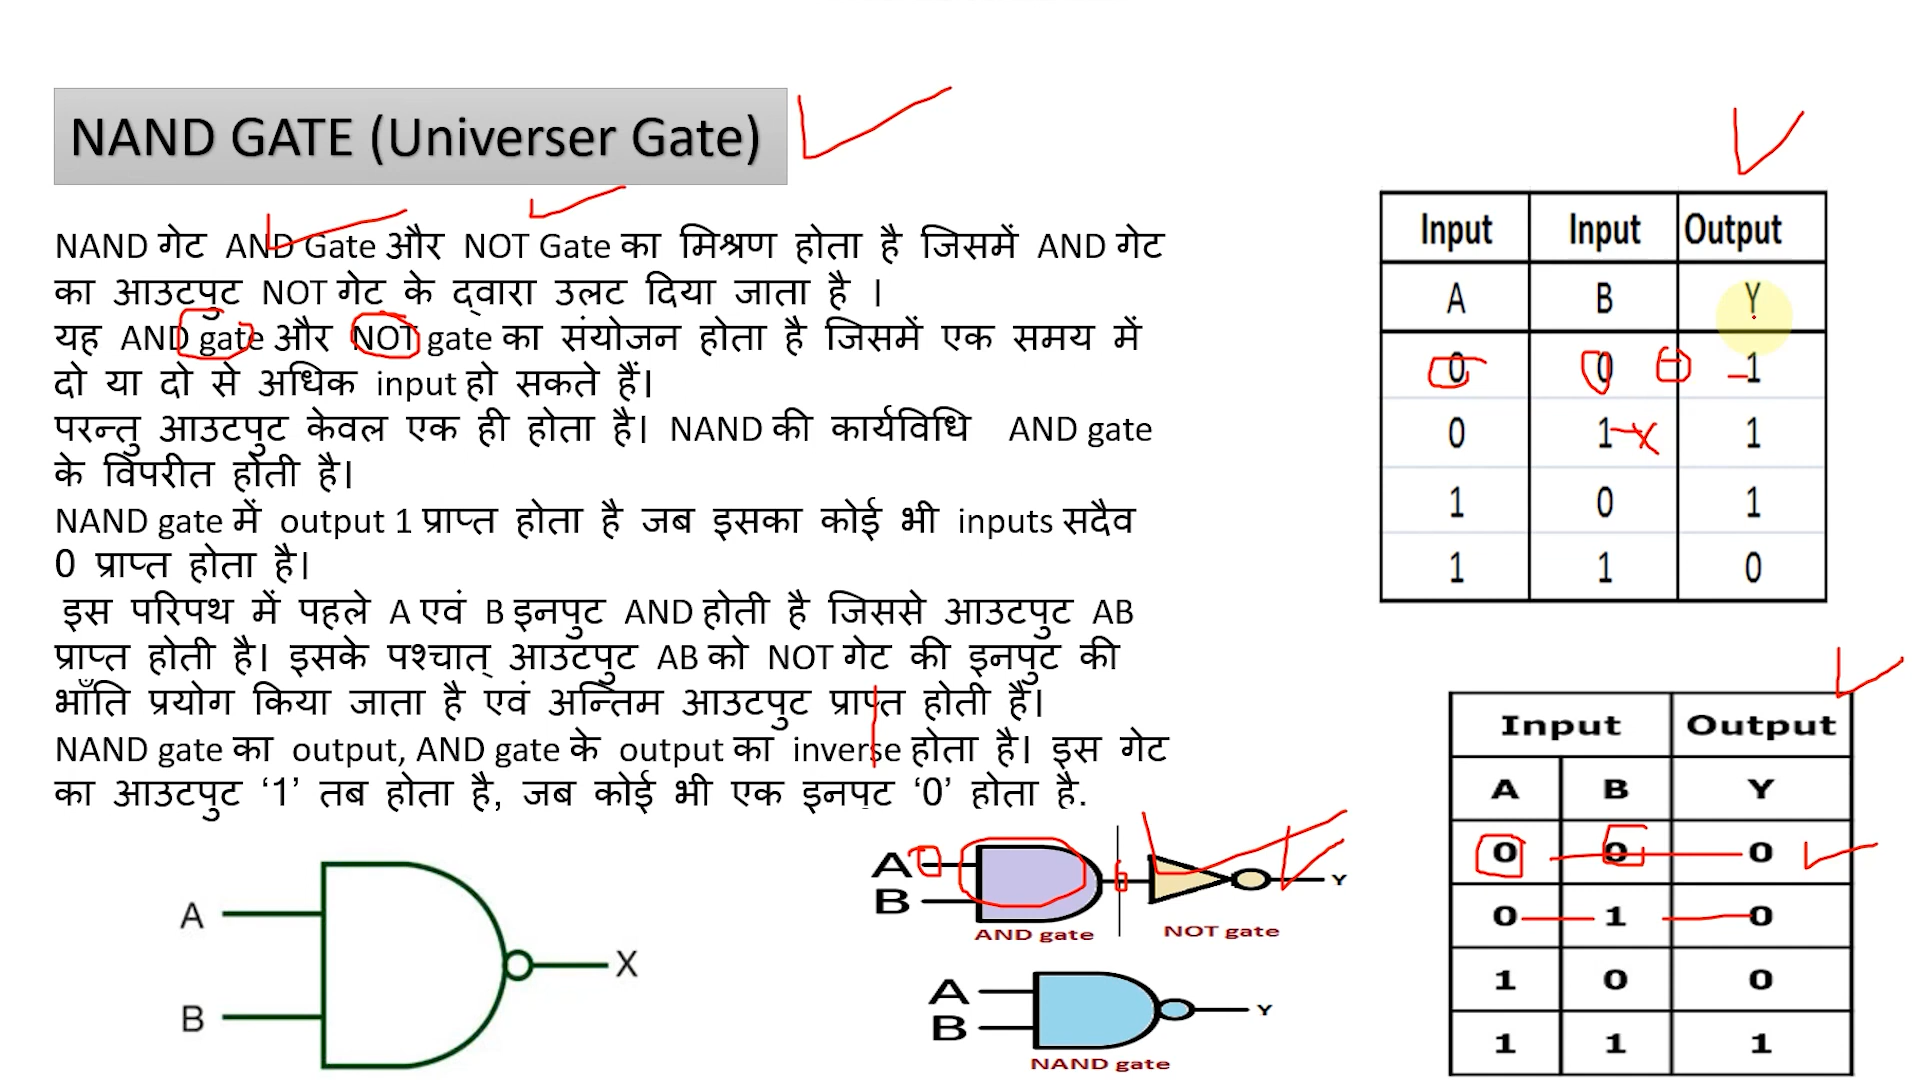 NAND GATE (Universer Gate)
NAND गेट AND Gate और NOT Gate का मिश्रण होता है जिसमें AND गेट
का आउटपुट NOT गेट के द्वारा उलट दिया जाता है ।
यह AND gate और NOT gate का संयोजन होता है जिसमें एक समय में
दो या दो से अधिक input हो सकते हैं।
परन्तु आउटपुट केवल एक ही होता है। NAND की कार्यविधि AND gate
के विपरीत होती है।
NAND gate में output 1 प्राप्त होता है जब इसका कोई भी inputs सदैव
0 प्राप्त होता है।
इस परिपथ में पहले A एवं B इनपुट AND होती है जिससे आउटपुट AB
प्राप्त होती है। इसके पश्चात् आउटपुट AB को NOT गेट की इनपुट की
भाँति प्रयोग किया जाता है एवं अन्तिम आउटपुट प्राप्त होती है।
NAND gate का output, AND gate के output का inverse होता है। इस गेट
का आउटपुट ‘1’ तब होता है, जब कोई भी एक इनपुट ‘0’ होता है.
Input Input Output
A B Y
0 0 1
0 1 1
1 0 1
1 1 0
Input Output
A B Y
0 0 0
0 1 0
1 0 0
1 1 1
A
B
X
A
B
Y
AND gate NOT gate
A
B
Y
NAND gate